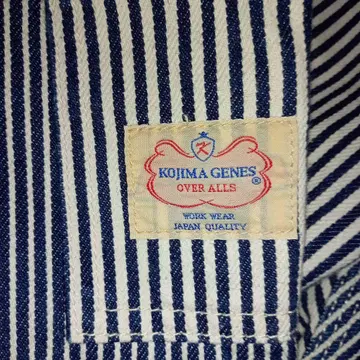 K
KOJIMA GENES®
OVER ALLS
WORK WEAR
JAPAN QUALITY